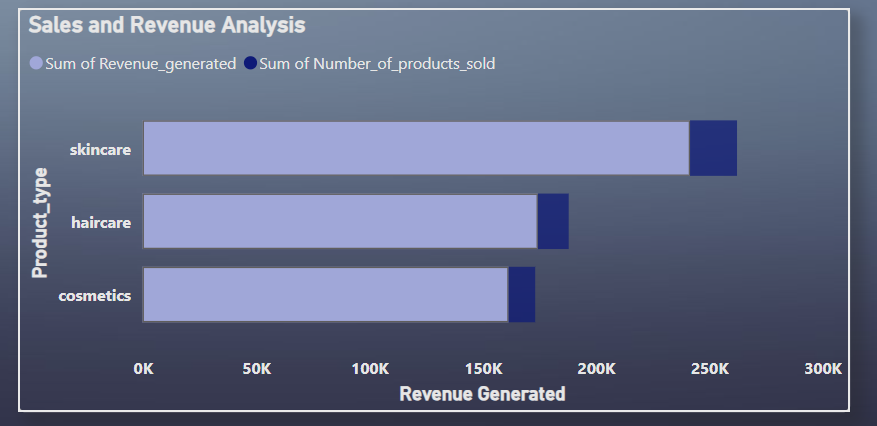 Sales and Revenue Analysis
Sum of Revenue_generated Sum of Number_of_products_sold
Product_type
skincare
haircare
cosmetics
0K 50K 100K 150K 200K 250K 300K
Revenue Generated